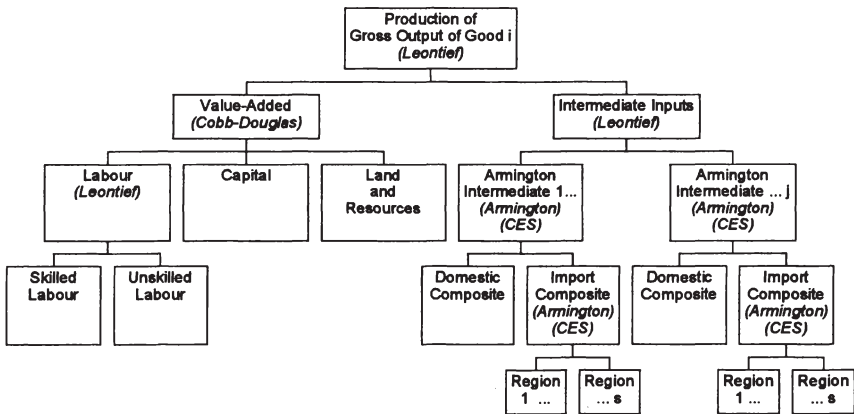 Production of
Gross Output of Good i
(Leontief)
Value-Added
(Cobb-Douglas)
Intermediate Inputs
(Leontief)
Labour
(Leontief)
Capital
Land
and
Resources
Armington
Intermediate 1...
(Armington)
(CES)
Armington
Intermediate ... j
(Armington)
(CES)
Skilled
Labour
Unskilled
Labour
Domestic
Composite
Import
Composite
(Armington)
(CES)
Domestic
Composite
Import
Composite
(Armington)
(CES)
Region
1 ...
Region
... s
Region
1 ...
Region
... s